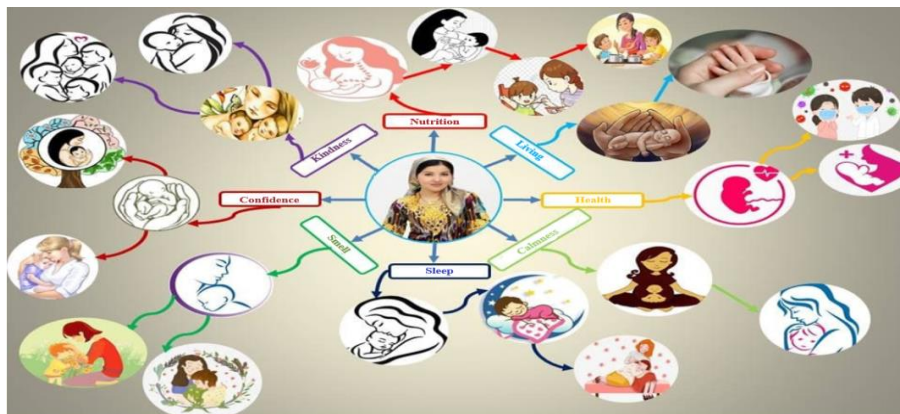 Nutrition
Kindness
Living
Confidence
Health
Smell
Calmness
Sleep